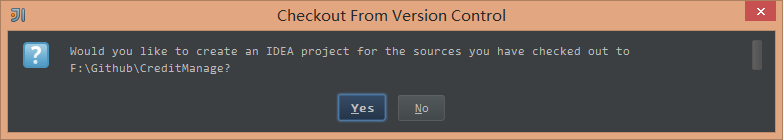 Checkout From Version Control
Would you like to create an IDEA project for the sources you have checked out to
F:\Github\CreditManage?
Yes
No